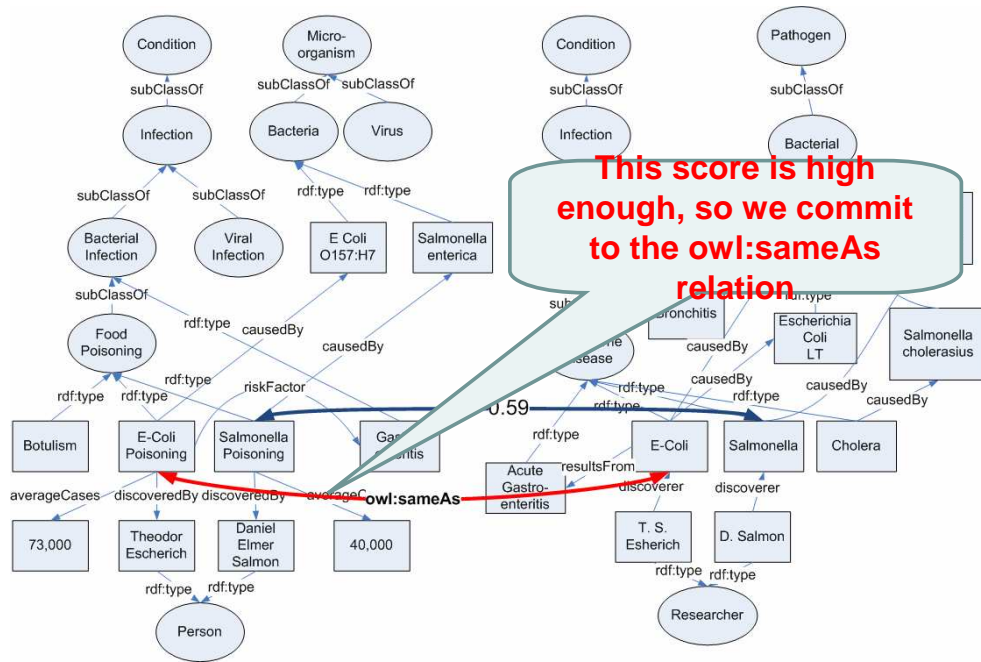 Condition
Micro-
organism
Condition
Pathogen
subClassOf
subClassOf
subClassOf
subClassOf
subClassOf
Infection
Bacteria
Virus
Infection
Bacterial
This score is high
enough, so we commit
to the owl:sameAs
relation
subClassOf
subClassOf
rdf:type
rdf:type
Bacterial
Infection
Viral
Infection
E Coli
O157:H7
Salmonella
enterica
subClassOf
rdf:type
causedBy
causedBy
Food
Poisoning
rdf:type
Escherichia
Coli
LT
Salmonella
cholerasius
causedBy
causedBy
causedBy
causedBy
rdf:type
rdf:type
rdf:type
riskFactor
rdf:type
rdf:type
rdf:type
0.59
rdf:type
Botulism
E-Coli
Poisoning
Salmonella
Poisoning
E-Coli
Salmonella
Cholera
Acute
Gastro-
enteritis
resultsFrom
averageCases
discoveredBy
discoveredBy
owl:sameAs
discoverer
discoverer
73,000
Theodor
Escherich
Daniel
Elmer
Salmon
40,000
T. S.
Esherich
D. Salmon
rdf:type
rdf:type
rdf:type
rdf:type
Person
Researcher